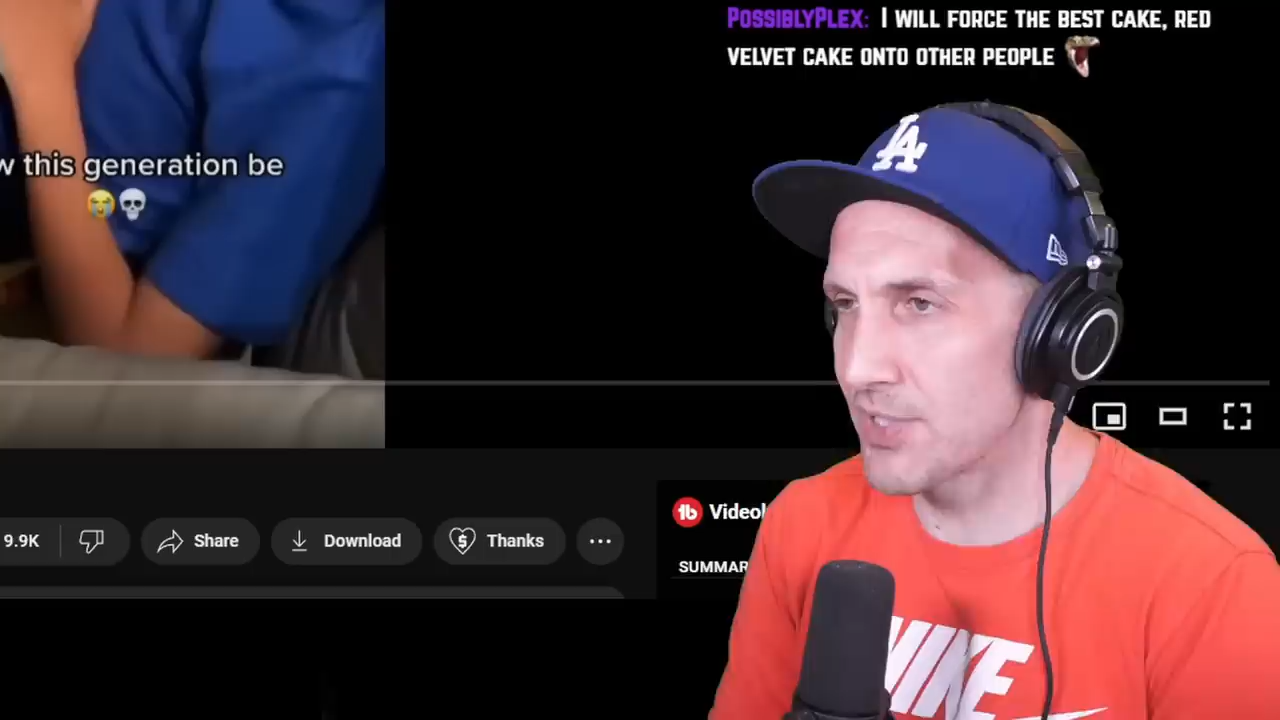 PossiblyPlex: I will force the best cake, red
velvet cake onto other people
LA
w this generation be
9.9K
Share
Download
Thanks
SUMMAR
NIKE